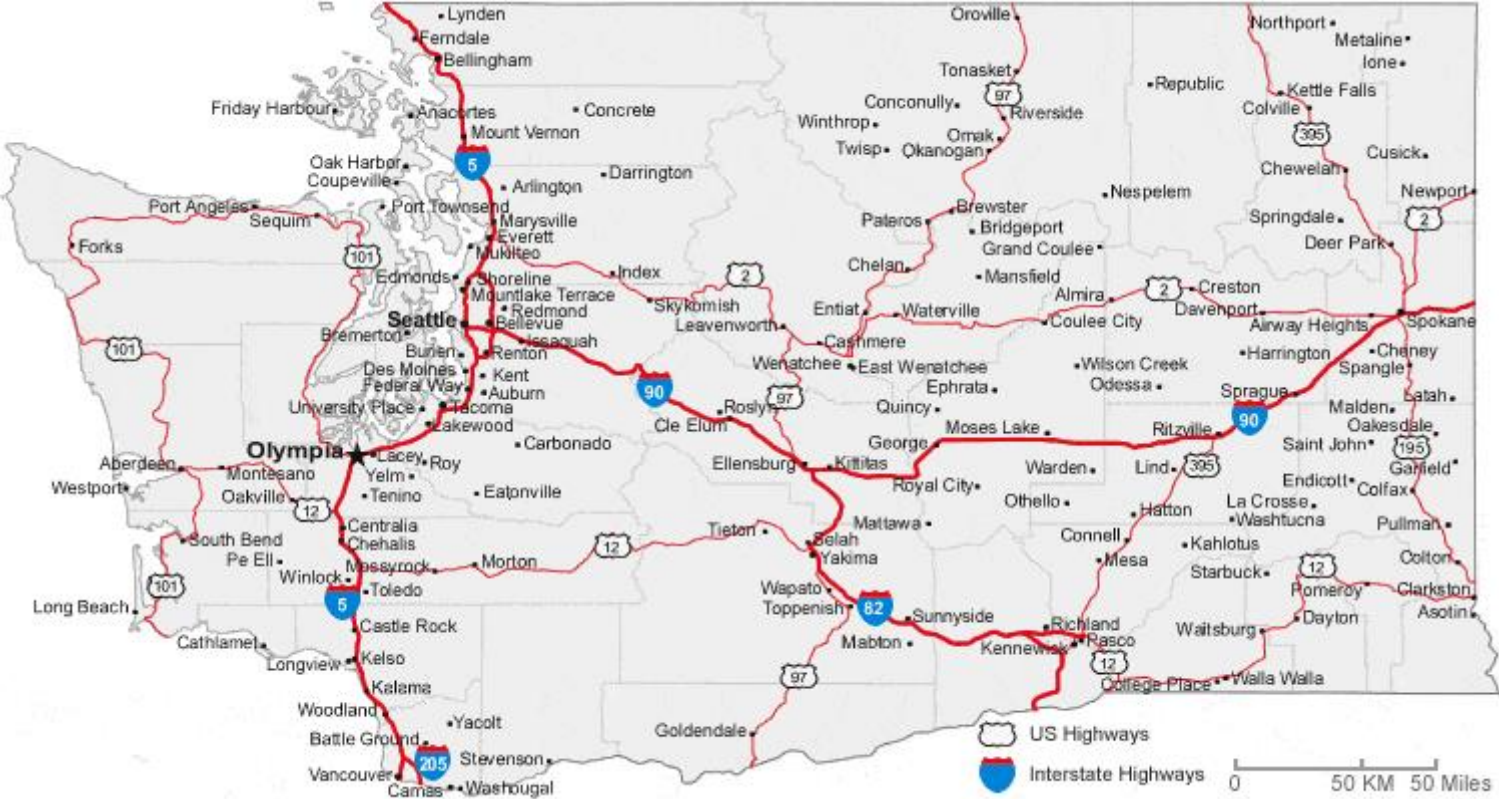 Lynden
Oroville
Northport
Ferndale
Metaline
Bellingham
Ione
Tonasket
Republic
Kettle Falls
97
Conconully
Colville
Friday Harbour
Anacortes
Concrete
Riverside
Winthrop
Mount Vernon
Omak
395
Twisp
Okanogan
Cusick
Oak Harbor
5
Chewelah
Coupeville
Darrington
Arlington
Nespelem
Newport
Port Angeles
Port Townsend
Brewster
Sequim
Marysville
Pateros
Springdale
2
Bridgeport
Everett
Forks
Deer Park
Mukilteo
Grand Coulee
101
Chelan
Edmonds
Shoreline
Index
2
Mansfield
Mountlake Terrace
Almira
2
Creston
Skykomish
Redmond
Entiat
Waterville
Davenport
Seattle
Bellevue
Leavenworth
Coulee City
Airway Heights
Spokane
Bremerton
Issaquah
Cashmere
101
Burien
Renton
Harrington
Cheney
Wenatchee
East Wenatchee
Wilson Creek
Spangle
Des Moines
Kent
Federal Way
Auburn
90
Ephrata
Odessa
Sprague
97
Latah
University Place
Tacoma
Roslyn
Quincy
90
Malden
Lakewood
Cle Elum
Moses Lake
Ritzville
Oakesdale
Olympia
Carbonado
George
Saint John
195
Lacey
Roy
Aberdeen
Montesano
Yelm
Ellensburg
Kittitas
Warden
Lind
395
Garfield
Westport
Oakville
Tenino
Eatonville
Royal City
Endicott
Colfax
12
Othello
La Crosse
Hatton
Washtucna
Centralia
Tieton
Mattawa
Pullman
South Bend
Chehalis
12
Selah
Connell
Kahlotus
Pe Ell
Mossyrock
Morton
Yakima
Mesa
Colton
Winlock
Starbuck
12
101
Toledo
Wapato
Pomeroy
Clarkston
Long Beach
5
Toppenish
82
Sunnyside
Asotin
Castle Rock
Richland
Waitsburg
Dayton
Cathlamet
Mabton
Kennewick
Pasco
Longview
Kelso
12
97
Kalama
College Place
Walla Walla
Woodland
Yacolt
Goldendale
US Highways
Battle Ground
205
Stevenson
Vancouver
Interstate Highways
0
50 KM
50 Miles
Camas
Washougal